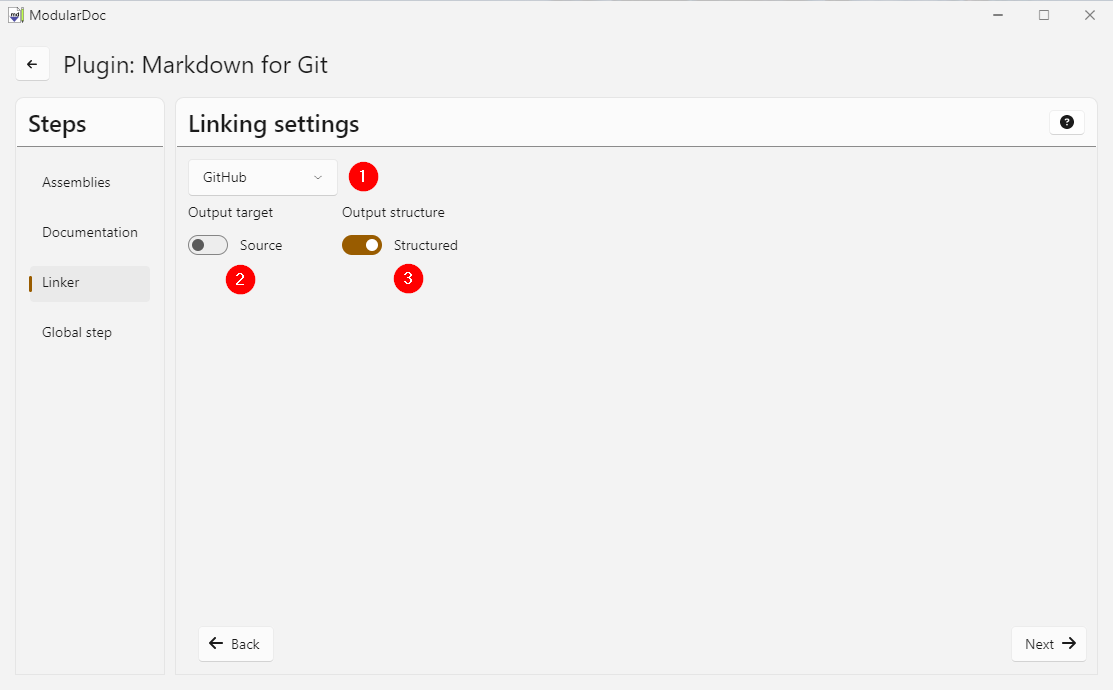 ModularDoc
Plugin: Markdown for Git
Steps
Assemblies
Documentation
Linker
Global step
Linking settings
?
GitHub
1
Output target
Output structure
Source
Structured
2
3
Back
Next